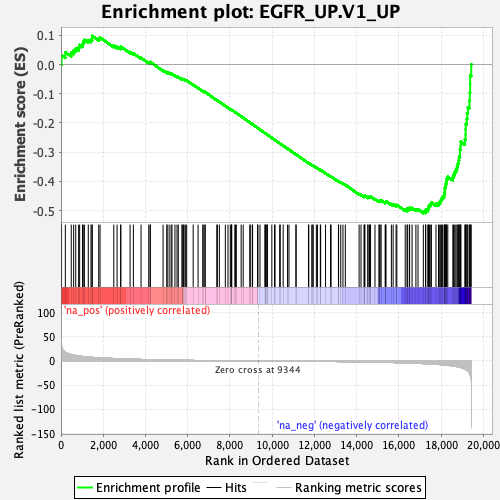 Enrichment plot: EGFR_UP.V1_UP
Enrichment score (ES)
0.1
0.0
-0.1
-0.2
-0.3
-0.4
-0.5
'na_pos' (positively correlated)
Ranked list metric (PreRanked)
100
50
0
-50
-100
-150
Zero cross at 9344
'na_neg' (negatively correlated)
0
2,000
4,000
6,000
8,000
10,000
12,000
14,000
16,000
18,000
20,000
Rank in Ordered Dataset
Enrichment profile
Hits
Ranking metric scores